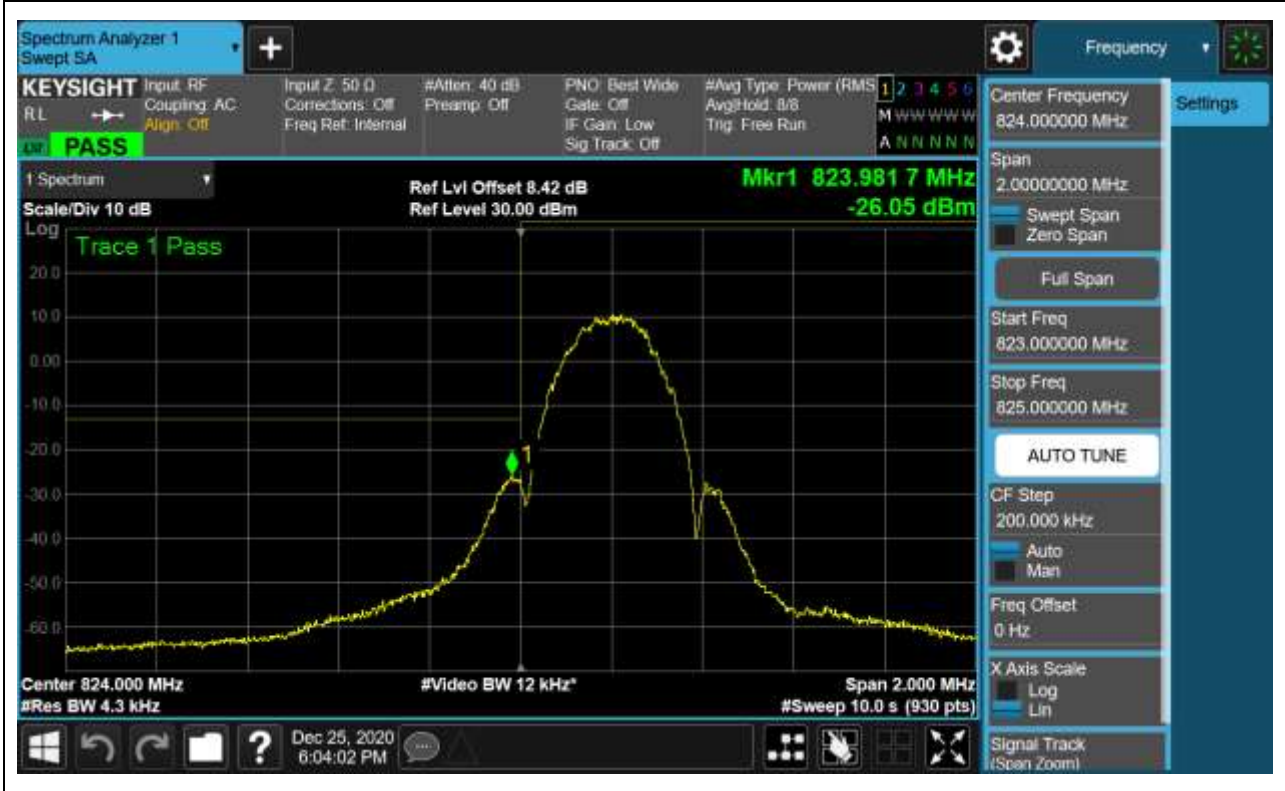 Spectrum Analyzer 1
Swept SA
Frequency
KEYSIGHT
RL
PASS
Input: RF
Coupling: AC
Align: Off
Input Z: 50 Ω
Corrections: Off
Freq Ref: Internal
#Atten: 40 dB
Preamp: Off
PNO: Best Wide
Gate: Off
IF Gain: Low
Sig Track: Off
#Avg Type: Power (RMS
Avg|Hold: 8/8
Trig: Free Run
1 2 3 4 5 6
M W W W W W
A N N N N N
1 Spectrum
Scale/Div 10 dB
Ref Lvl Offset 8.42 dB
Ref Level 30.00 dBm
Mkr1 823.981 7 MHz
-26.05 dBm
Log
Trace 1 Pass
20.0
10.0
0.00
-10.0
-20.0
-30.0
-40.0
-50.0
-60.0
1
Center 824.000 MHz
#Video BW 12 kHz*
Span 2.000 MHz
#Res BW 4.3 kHz
#Sweep 10.0 s (930 pts)
Dec 25, 2020
6:04:02 PM
?
Center Frequency
824.000000 MHz
Settings
Span
2.00000000 MHz
Swept Span
Zero Span
Full Span
Start Freq
823.000000 MHz
Stop Freq
825.000000 MHz
AUTO TUNE
CF Step
200.000 kHz
Auto
Man
Freq Offset
0 Hz
X Axis Scale
Log
Lin
Signal Track
(Span Zoom)